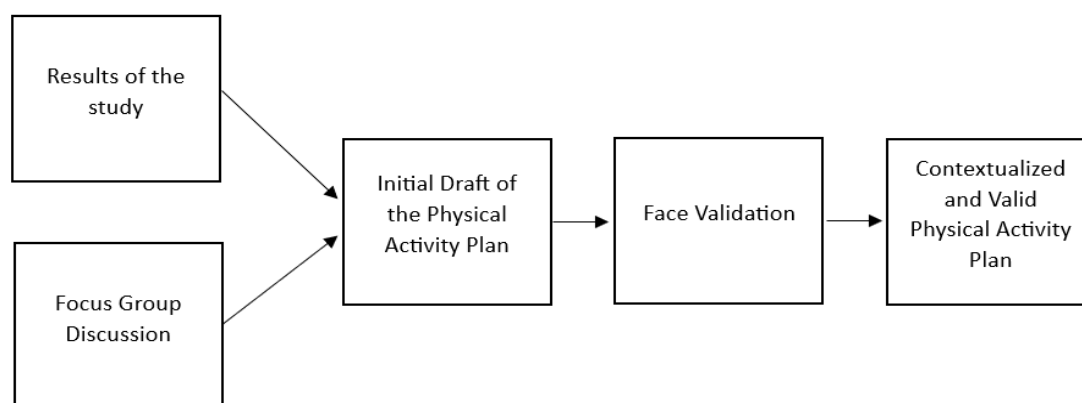 Results of the
study
Focus Group
Discussion
Initial Draft of
the Physical
Activity Plan
Face Validation
Contextualized
and Valid
Physical Activity
Plan